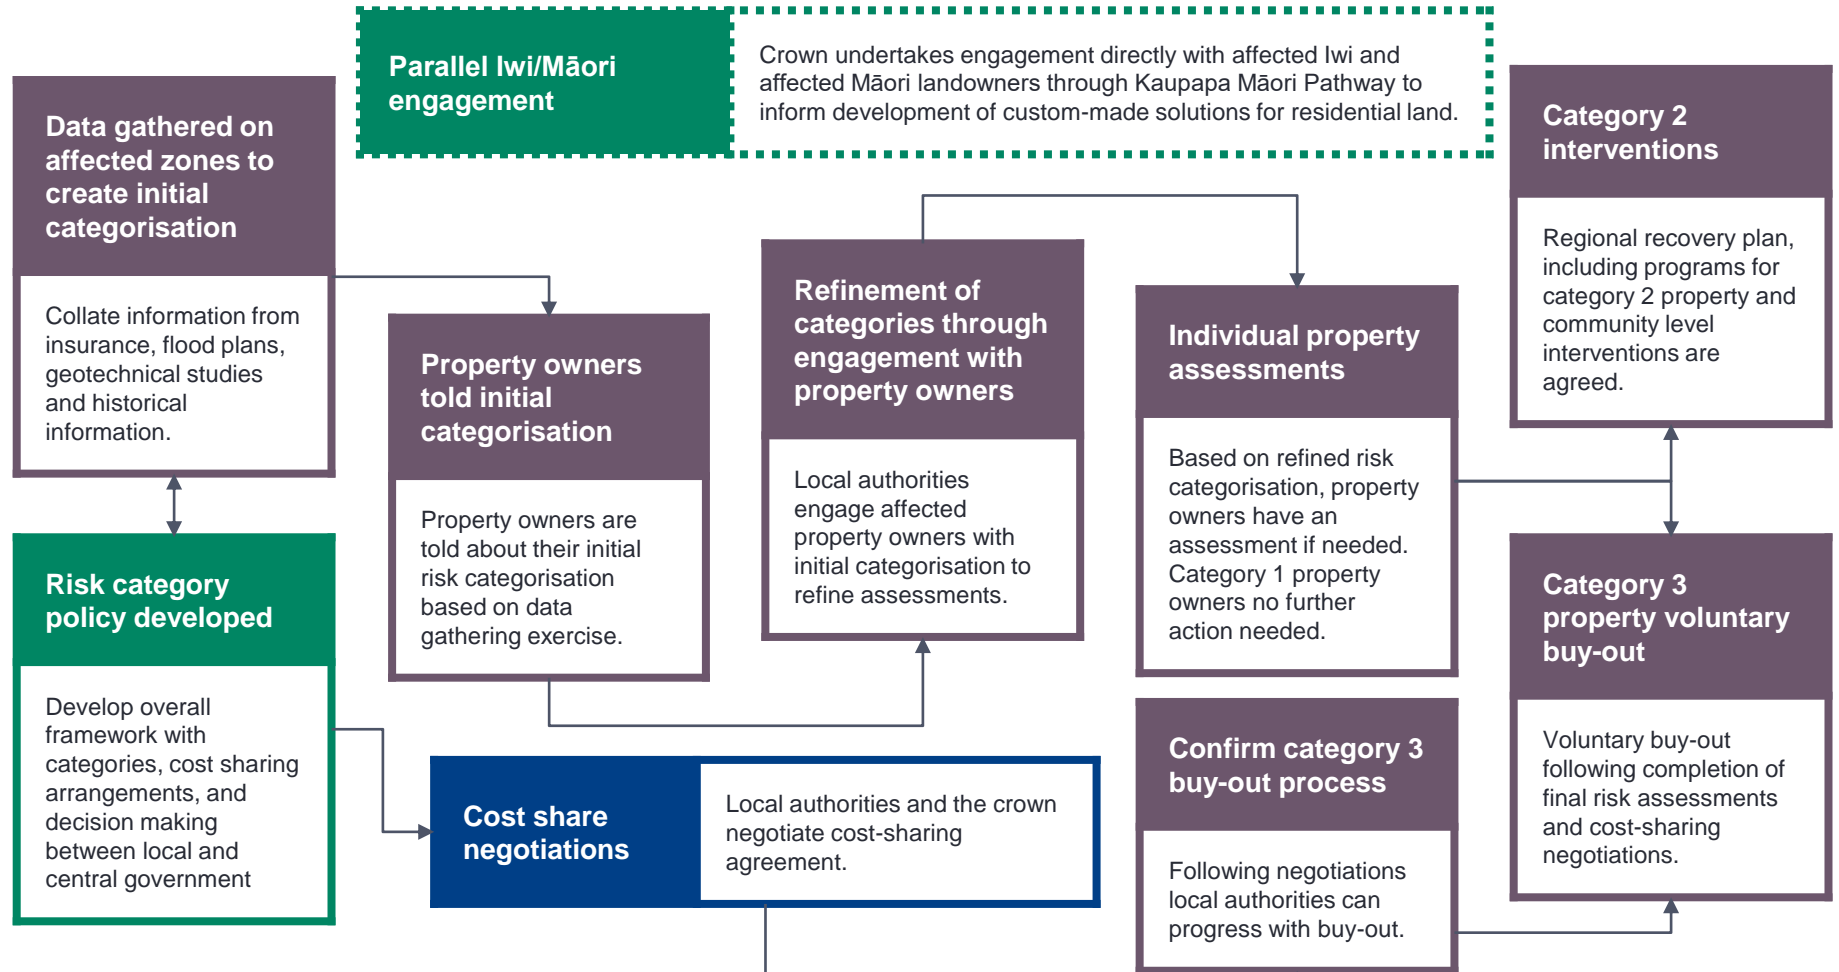 Parallel Iwi/Māori
engagement
Crown undertakes engagement directly with affected Iwi and
affected Māori landowners through Kaupapa Māori Pathway to
inform development of custom-made solutions for residential land.
Data gathered on
affected zones to
create initial
categorisation
Collate information from
insurance, flood plans,
geotechnical studies
and historical
information.
Risk category
policy developed
Develop overall
framework with
categories, cost sharing
arrangements, and
decision making
between local and
central government
Property owners
told initial
categorisation
Property owners are
told about their initial
risk categorisation
based on data
gathering exercise.
Cost share
negotiations
Local authorities and the crown
negotiate cost-sharing
agreement.
Refinement of
categories through
engagement with
property owners
Local authorities
engage affected
property owners with
initial categorisation to
refine assessments.
Individual property
assessments
Based on refined risk
categorisation, property
owners have an
assessment if needed.
Category 1 property
owners no further
action needed.
Confirm category 3
buy-out process
Following negotiations
local authorities can
progress with buy-out.
Category 2
interventions
Regional recovery plan,
including programs for
category 2 property and
community level
interventions are
agreed.
Category 3
property voluntary
buy-out
Voluntary buy-out
following completion of
final risk assessments
and cost-sharing
negotiations.